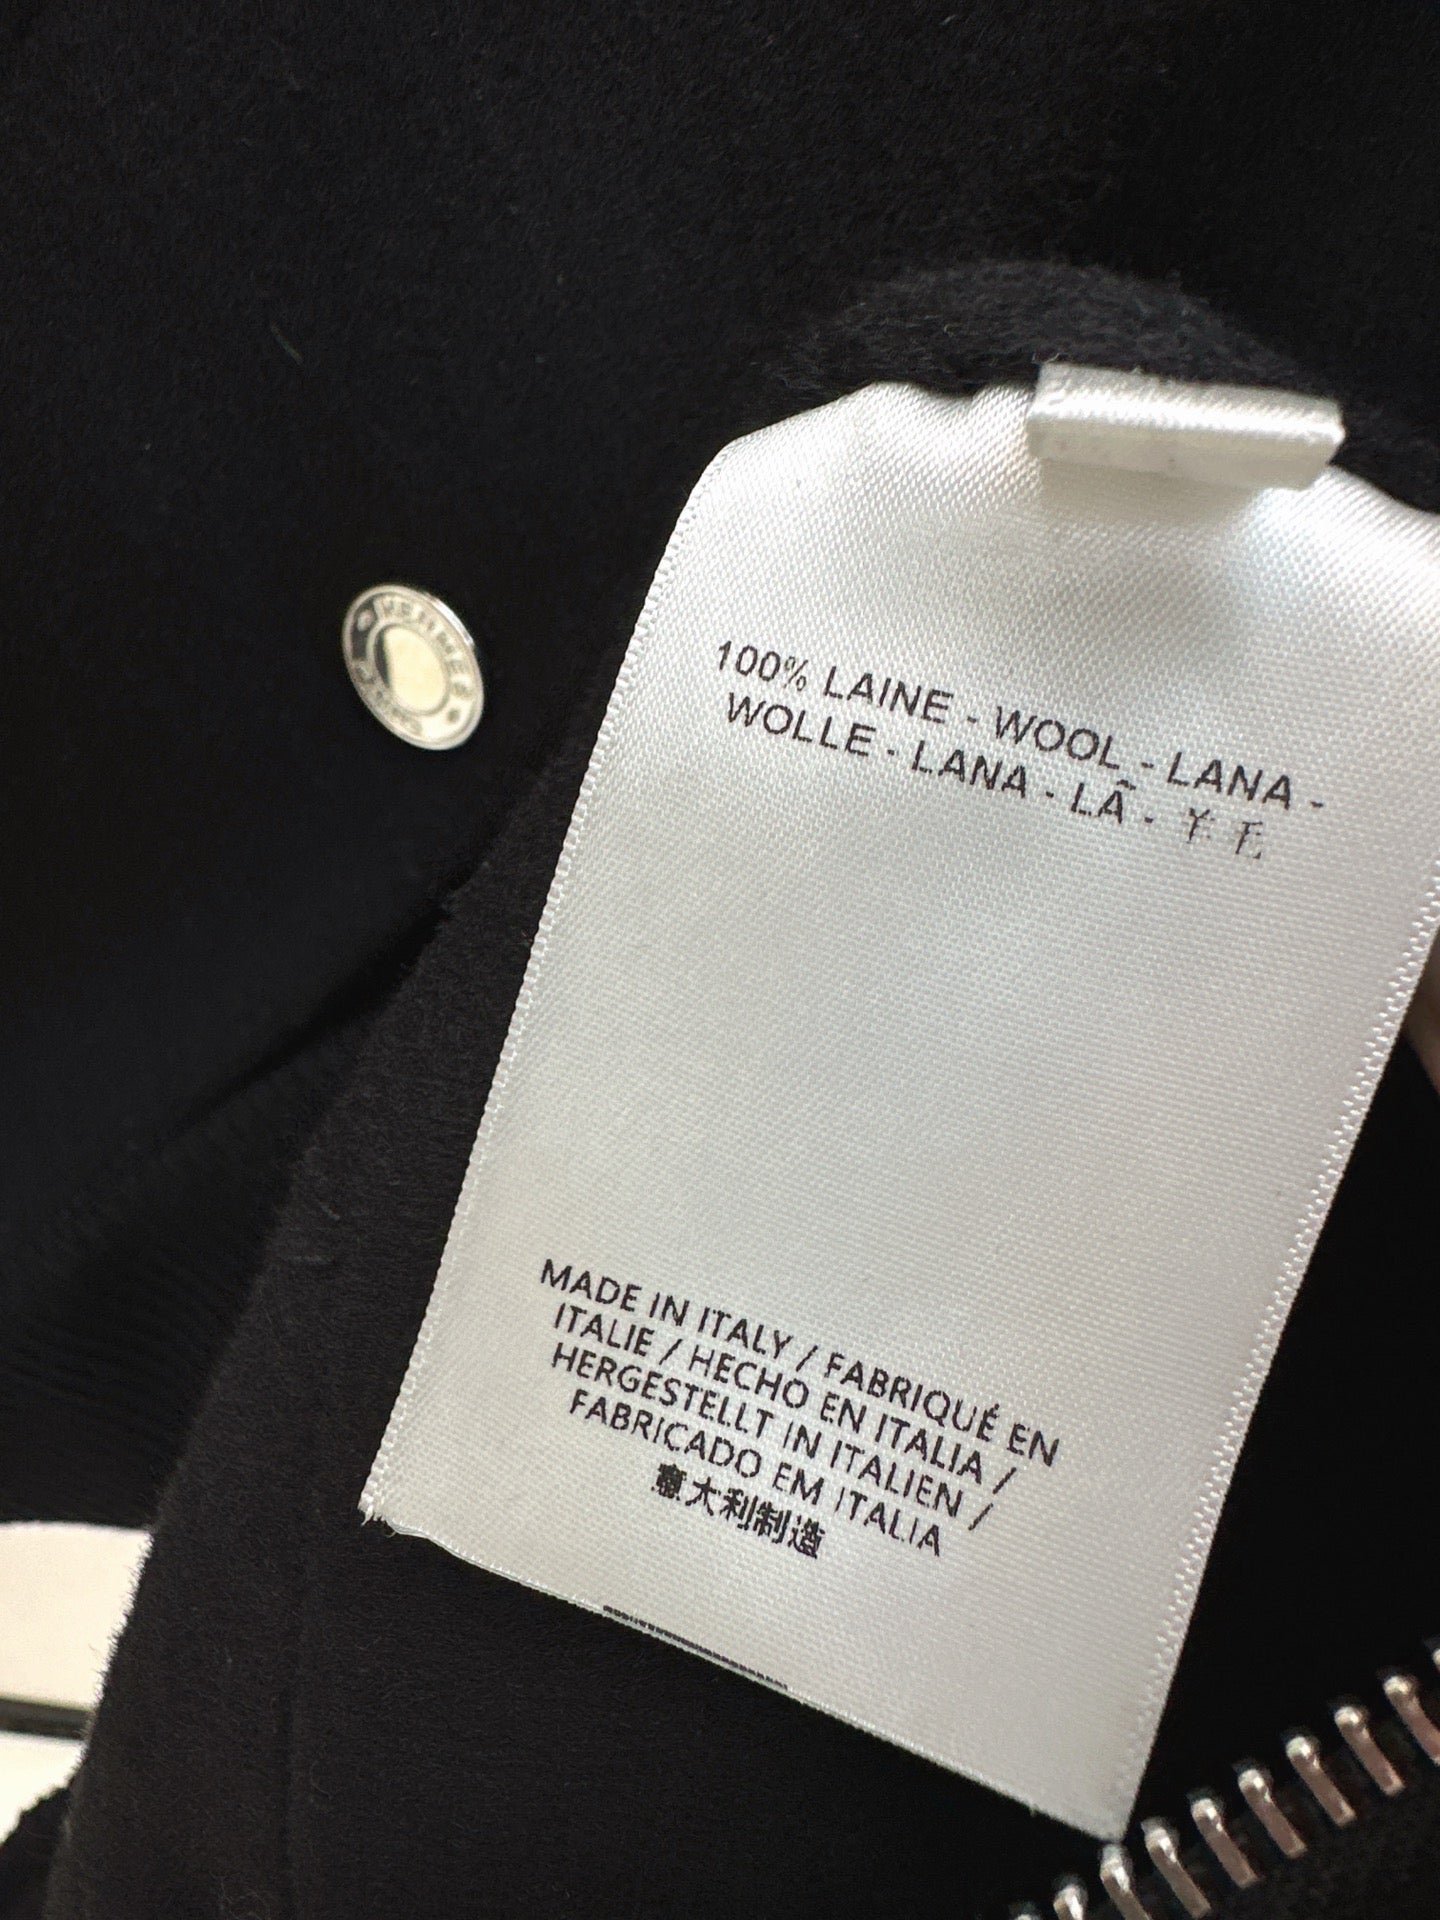 HERMES
100% LAINE - WOOL - LANA -
WOLLE - LANA - LÃ - 羊毛
MADE IN ITALY / FABRIQUÉ EN
ITALIE / HECHO EN ITALIA /
HERGESTELLT IN ITALIEN /
FABRICADO EM ITALIA
意大利制造